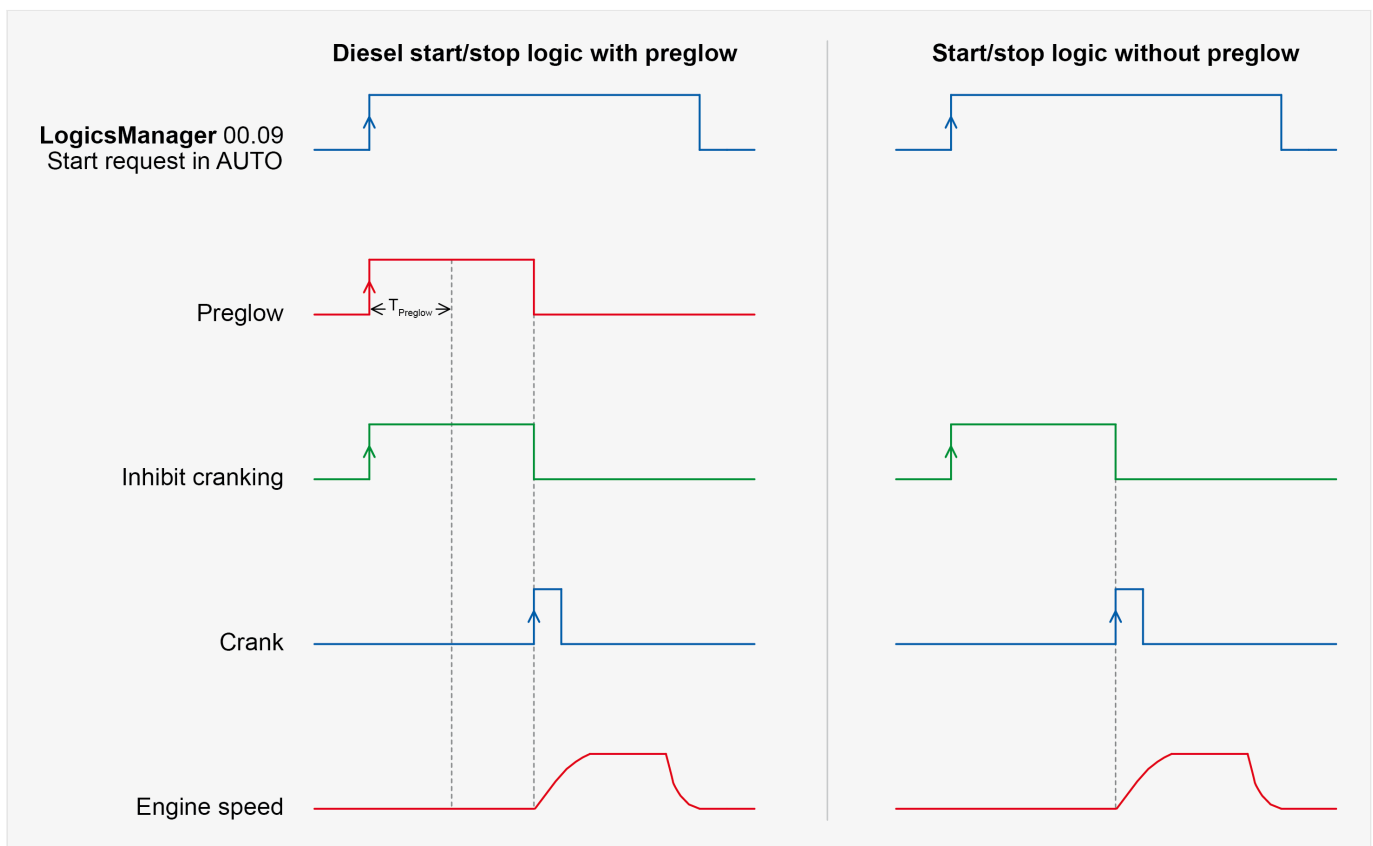 Diesel start/stop logic with preglow
Start/stop logic without preglow
LogicsManager 00.09
Start request in AUTO
Preglow
TPreglow
Inhibit cranking
Crank
Engine speed